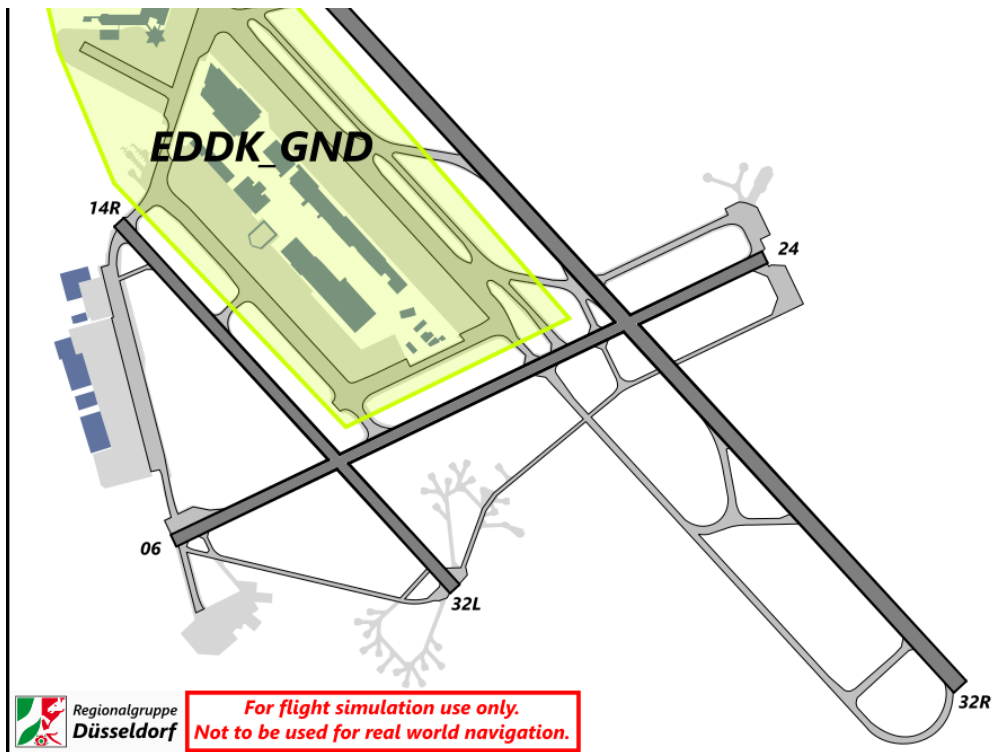 EDDK_GND
14R
24
06
32L
32R
Regionalgruppe
Düsseldorf
For flight simulation use only.
Not to be used for real world navigation.